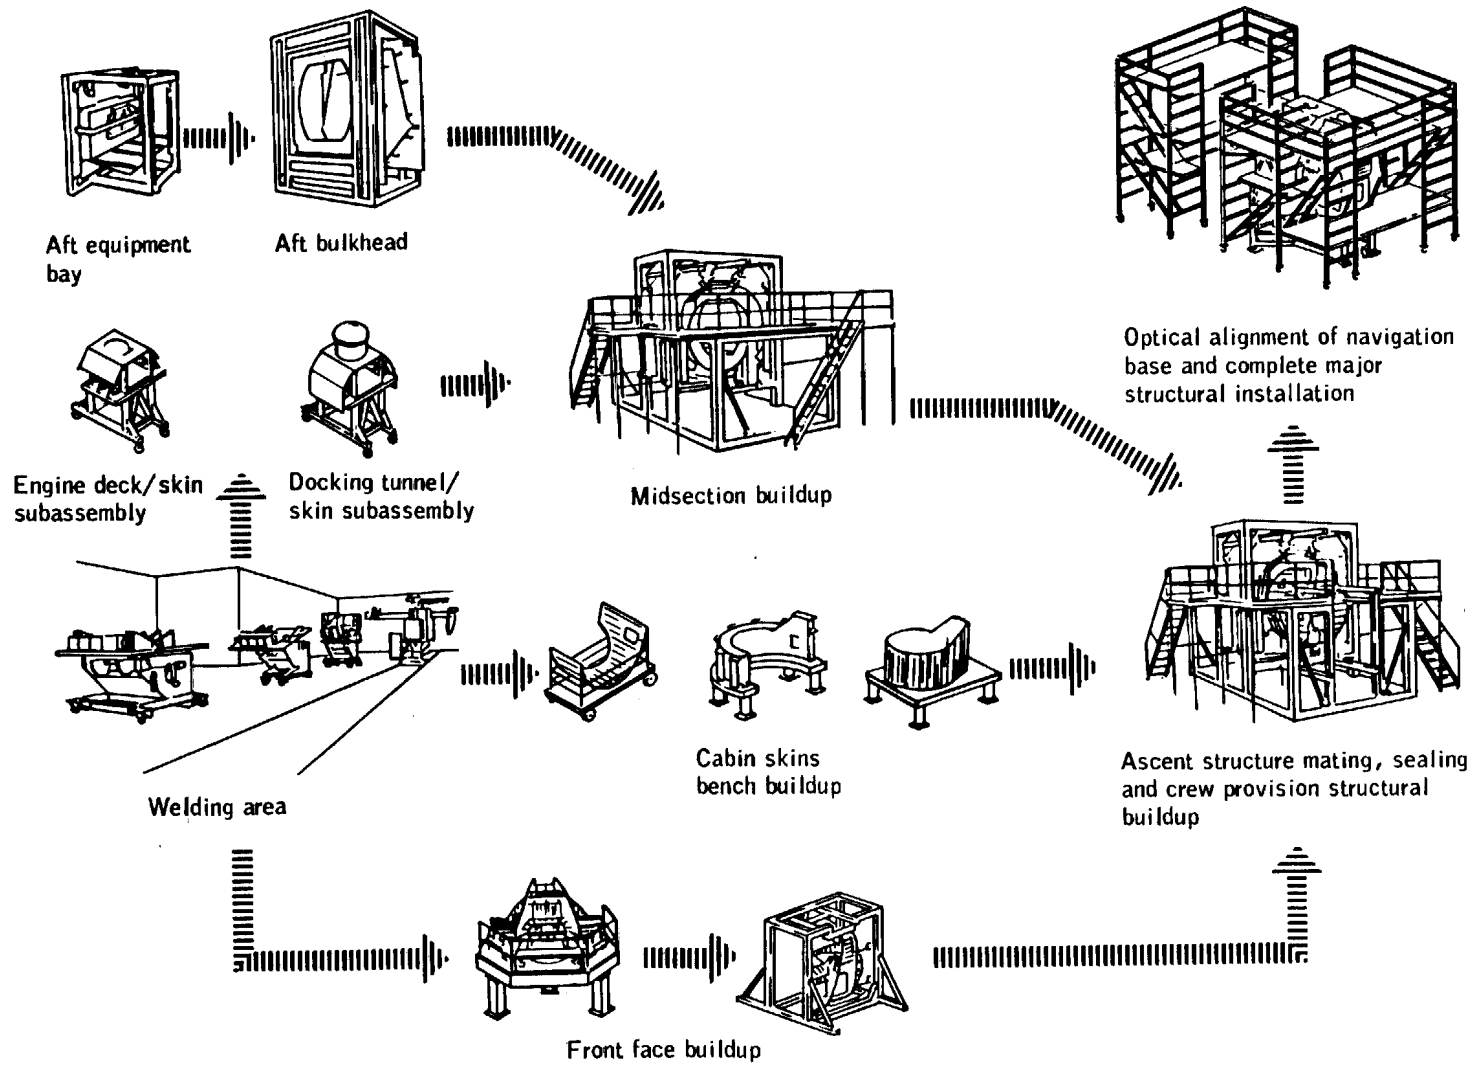 Aft equipment
bay
Aft bulkhead
Optical alignment of navigation
base and complete major
structural installation
Engine deck/skin
subassembly
Docking tunnel/
skin subassembly
Midsection buildup
Welding area
Cabin skins
bench buildup
Ascent structure mating, sealing
and crew provision structural
buildup
Front face buildup